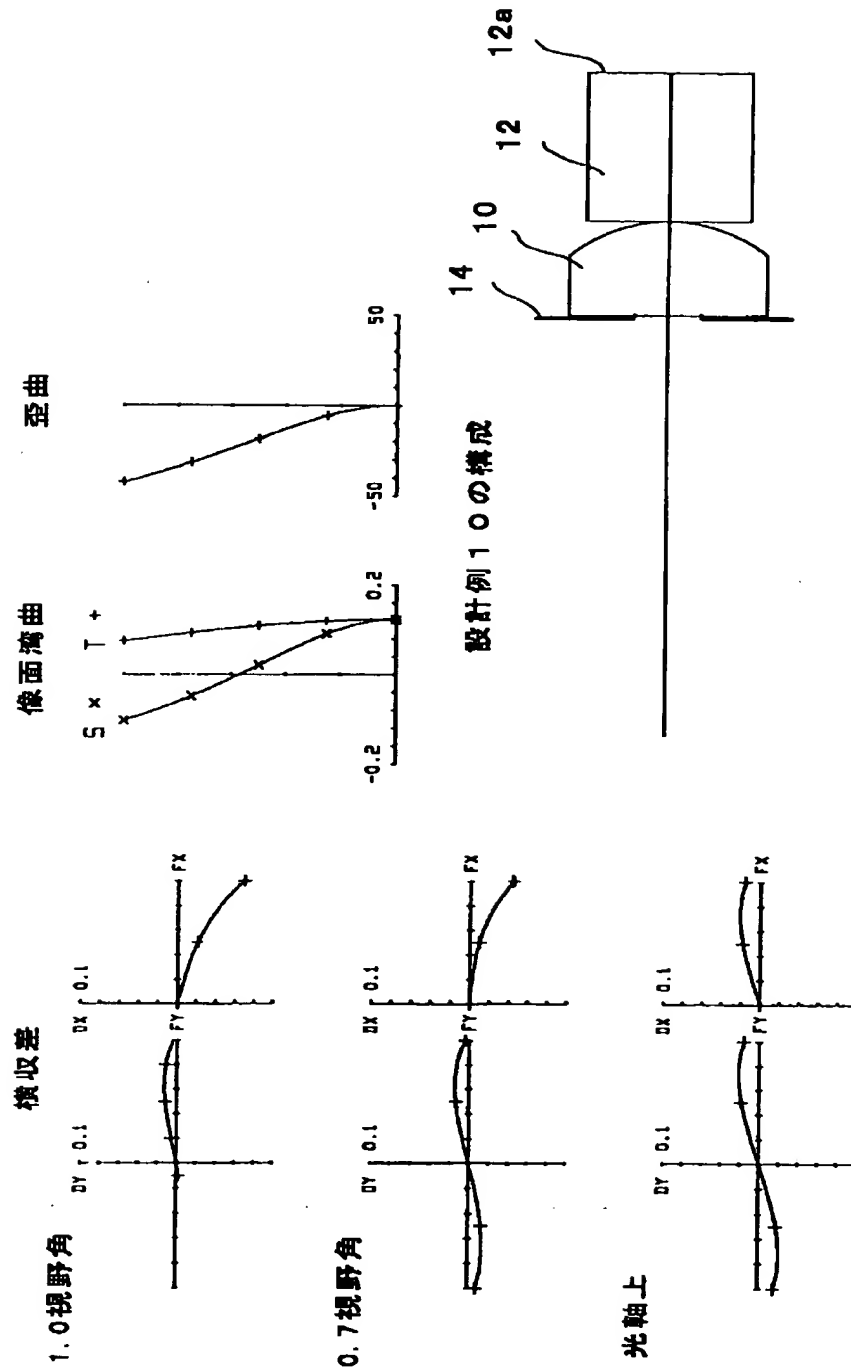 横収差
1.0視野角
DY 0.1
FY
DX 0.1
FX
0.7視野角
DY 0.1
FY
DX 0.1
FX
光軸上
DY 0.1
FY
DX 0.1
FX
像面湾曲
S × T +
-0.2 0.2
歪曲
-50 50
設計例10の構成
14
10
12
12a